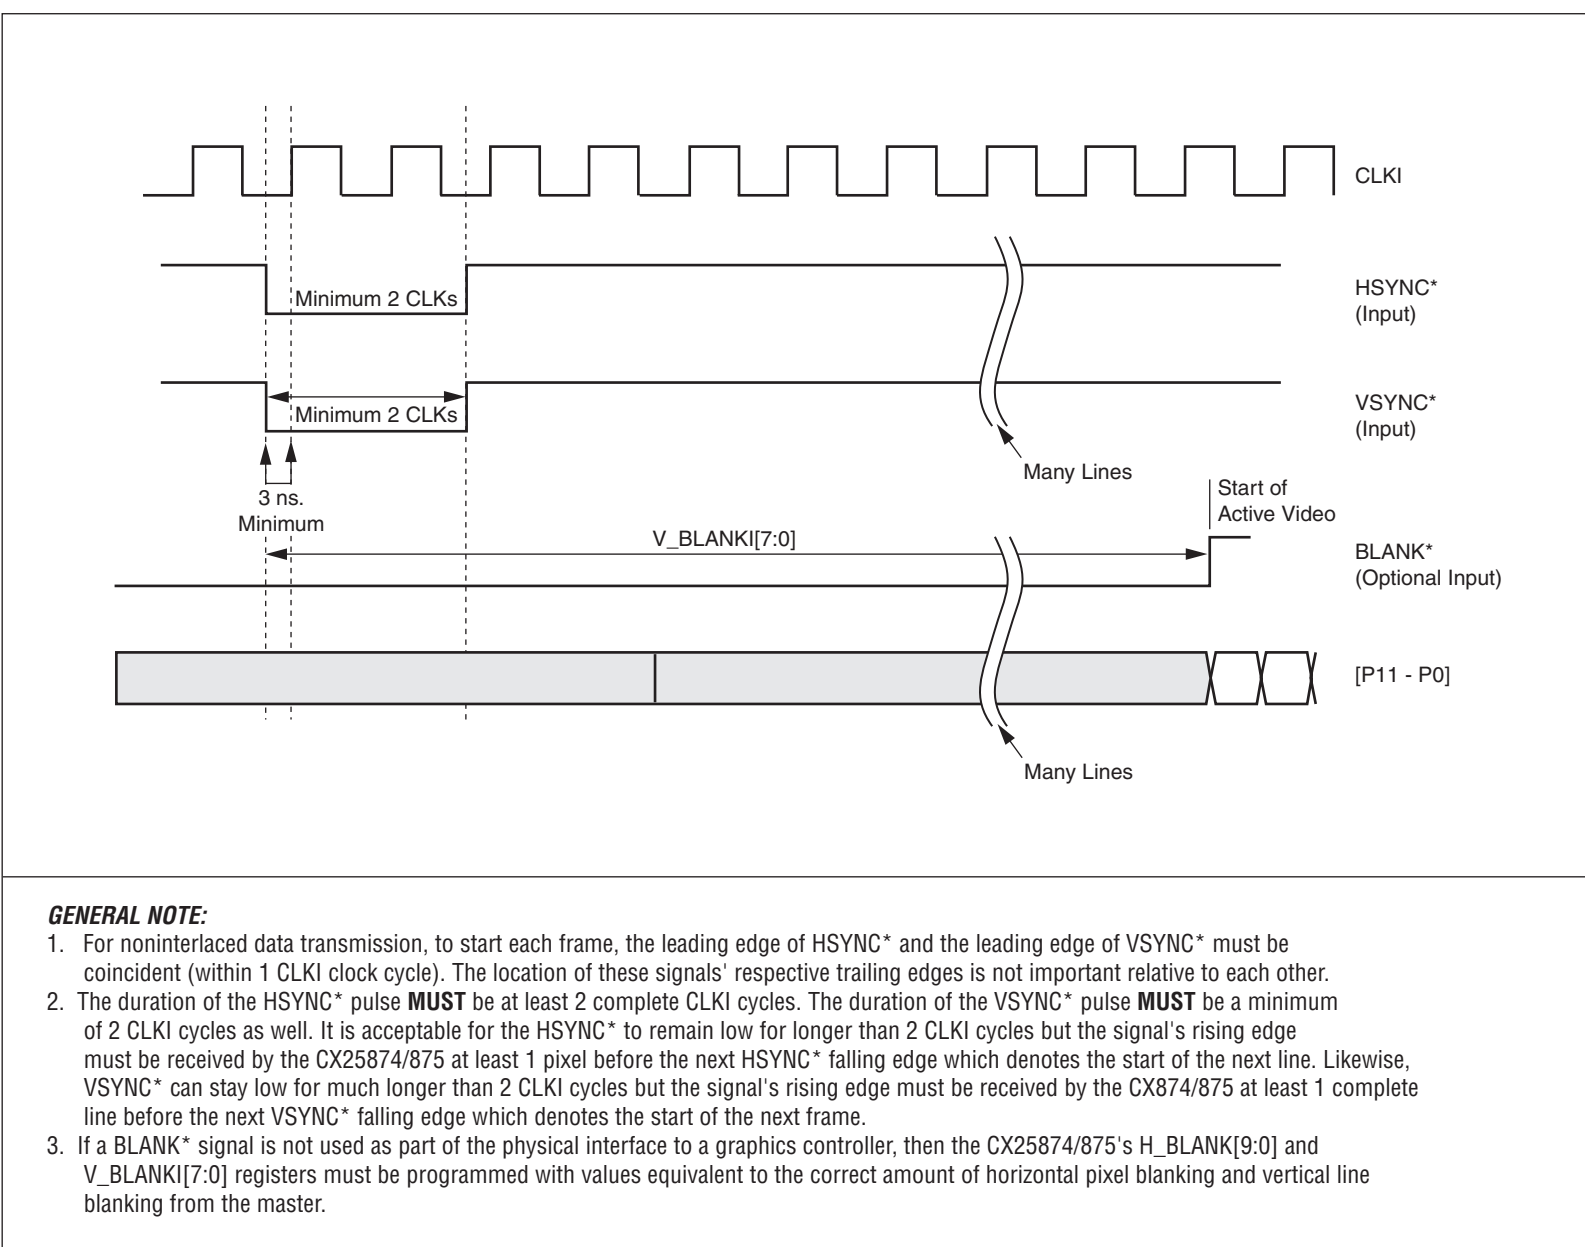 CLKI
HSYNC*
(Input)
Minimum 2 CLKs
VSYNC*
(Input)
Minimum 2 CLKs
Many Lines
3 ns.
Minimum
Start of
Active Video
V_BLANKI[7:0]
BLANK*
(Optional Input)
[P11 - P0]
Many Lines
GENERAL NOTE:
1. For noninterlaced data transmission, to start each frame, the leading edge of HSYNC* and the leading edge of VSYNC* must be
coincident (within 1 CLKI clock cycle). The location of these signals' respective trailing edges is not important relative to each other.
2. The duration of the HSYNC* pulse MUST be at least 2 complete CLKI cycles. The duration of the VSYNC* pulse MUST be a minimum
of 2 CLKI cycles as well. It is acceptable for the HSYNC* to remain low for longer than 2 CLKI cycles but the signal's rising edge
must be received by the CX25874/875 at least 1 pixel before the next HSYNC* falling edge which denotes the start of the next line. Likewise,
VSYNC* can stay low for much longer than 2 CLKI cycles but the signal's rising edge must be received by the CX874/875 at least 1 complete
line before the next VSYNC* falling edge which denotes the start of the next frame.
3. If a BLANK* signal is not used as part of the physical interface to a graphics controller, then the CX25874/875's H_BLANK[9:0] and
V_BLANKI[7:0] registers must be programmed with values equivalent to the correct amount of horizontal pixel blanking and vertical line
blanking from the master.